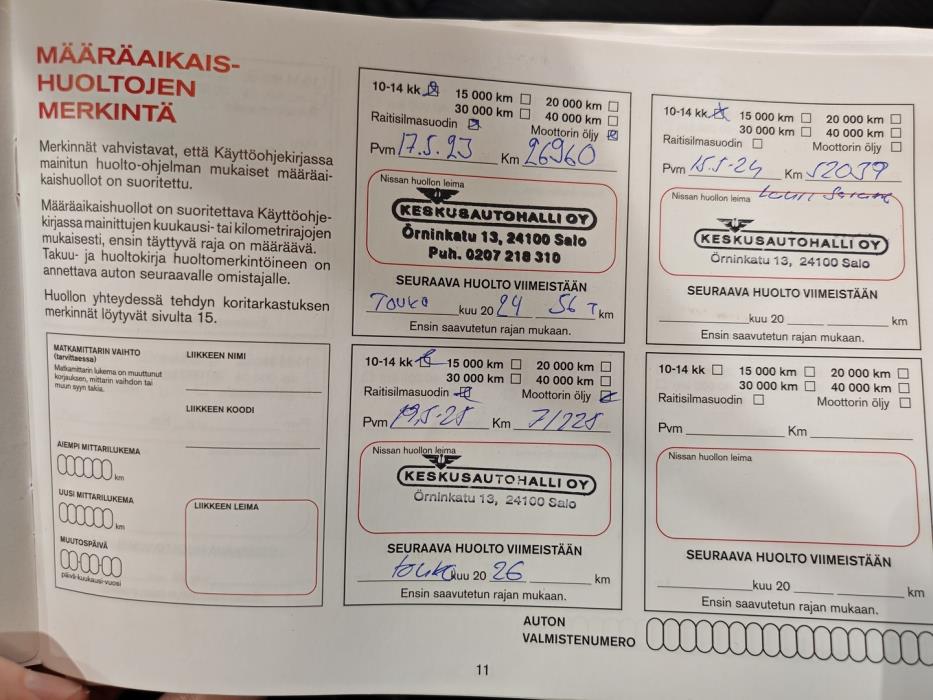 MÄÄRÄAIKAIS-
HUOLTOJEN
MERKINTÄ
Merkinnät vahvistavat, että Käyttöohjekirjassa
mainitun huolto-ohjelman mukaiset määräai-
kaishuollot on suoritettu.
Määräaikaishuollot on suoritettava Käyttöohje-
kirjassa mainittujen kuukausi- tai kilometrirajojen
mukaisesti, ensin täyttyvä raja on määräävä.
Takuu- ja huoltokirja huoltomerkintöineen on
annettava auton seuraavalle omistajalle.
Huollon yhteydessä tehdyn koritarkastuksen
merkinnät löytyvät sivulta 15.
MATKAMITTARIN VAIHTO
(tarvittaessa)
Matkamittarin lukema on muuttunut
korjauksen, mittarin vaihdon tai
muun syyn takia.
LIIKKEEN NIMI
LIIKKEEN KOODI
AIEMPI MITTARILUKEMA
km
UUSI MITTARILUKEMA
km
MUUTOSPÄIVÄ
päivä-kuukausi-vuosi
LIIKKEEN LEIMA
10-14 kk 15 000 km 20 000 km
30 000 km 40 000 km
Raitisilmasuodin Moottorin öljy
Pvm 17.5.23 Km 26960
Nissan huollon leima
KESKUSAUTOHALLI OY
Örninkatu 13, 24100 Salo
Puh. 0207 218 310
SEURAAVA HUOLTO VIIMEISTÄÄN
Touko kuu 20 24 56 T km
Ensin saavutetun rajan mukaan.
10-14 kk 15 000 km 20 000 km
30 000 km 40 000 km
Raitisilmasuodin Moottorin öljy
Pvm 15.5-24 Km 52039
Nissan huollon leima
KESKUSAUTOHALLI OY
Örninkatu 13, 24100 Salo
SEURAAVA HUOLTO VIIMEISTÄÄN
kuu 20 km
Ensin saavutetun rajan mukaan.
10-14 kk 15 000 km 20 000 km
30 000 km 40 000 km
Raitisilmasuodin Moottorin öljy
Pvm 19.5-25 Km 71225
Nissan huollon leima
KESKUSAUTOHALLI OY
Örninkatu 13, 24100 Salo
SEURAAVA HUOLTO VIIMEISTÄÄN
touko kuu 20 26 km
Ensin saavutetun rajan mukaan.
10-14 kk 15 000 km 20 000 km
30 000 km 40 000 km
Raitisilmasuodin Moottorin öljy
Pvm Km
Nissan huollon leima
SEURAAVA HUOLTO VIIMEISTÄÄN
kuu 20 km
Ensin saavutetun rajan mukaan.
AUTON
VALMISTENUMERO
11